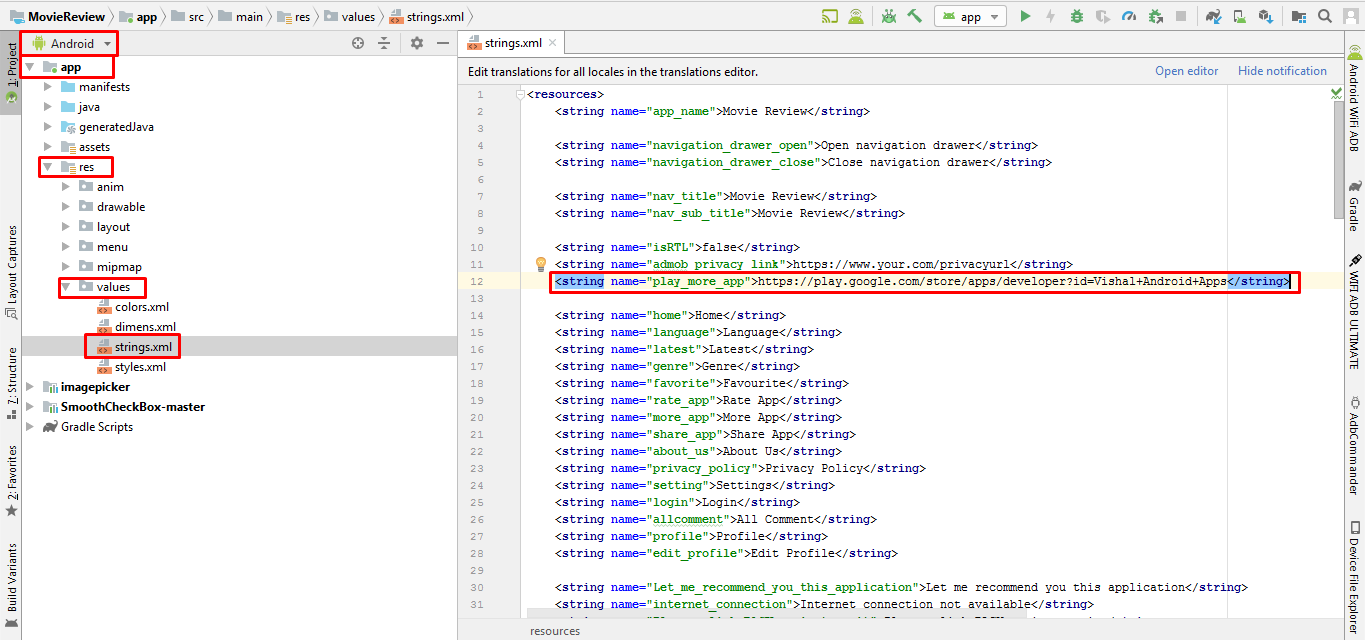 MovieReview app src main res values strings.xml
app
Android
strings.xml
Edit translations for all locales in the translations editor. Open editor Hide notification
app
manifests
java
generatedJava
assets
res
anim
drawable
layout
menu
mipmap
values
colors.xml
dimens.xml
strings.xml
styles.xml
imagepicker
SmoothCheckBox-master
Gradle Scripts
1: Project
Layout Captures
7: Structure
2: Favorites
Build Variants
1 <resources>
2 <string name="app_name">Movie Review</string>
3
4 <string name="navigation_drawer_open">Open navigation drawer</string>
5 <string name="navigation_drawer_close">Close navigation drawer</string>
6
7 <string name="nav_title">Movie Review</string>
8 <string name="nav_sub_title">Movie Review</string>
9
10 <string name="isRTL">false</string>
11 <string name="admob_privacy_link">https://www.your.com/privacyurl</string>
12 <string name="play_more_app">https://play.google.com/store/apps/developer?id=Vishal+Android+Apps</string>
13
14 <string name="home">Home</string>
15 <string name="language">Language</string>
16 <string name="latest">Latest</string>
17 <string name="genre">Genre</string>
18 <string name="favorite">Favourite</string>
19 <string name="rate_app">Rate App</string>
20 <string name="more_app">More App</string>
21 <string name="share_app">Share App</string>
22 <string name="about_us">About Us</string>
23 <string name="privacy_policy">Privacy Policy</string>
24 <string name="setting">Settings</string>
25 <string name="login">Login</string>
26 <string name="allcomment">All Comment</string>
27 <string name="profile">Profile</string>
28 <string name="edit_profile">Edit Profile</string>
29
30 <string name="Let_me_recommend_you_this_application">Let me recommend you this application</string>
31 <string name="internet_connection">Internet connection not available</string>
resources
Android WiFi ADB
Gradle
WIFI ADB ULTIMATE
AdbCommander
Device File Explorer